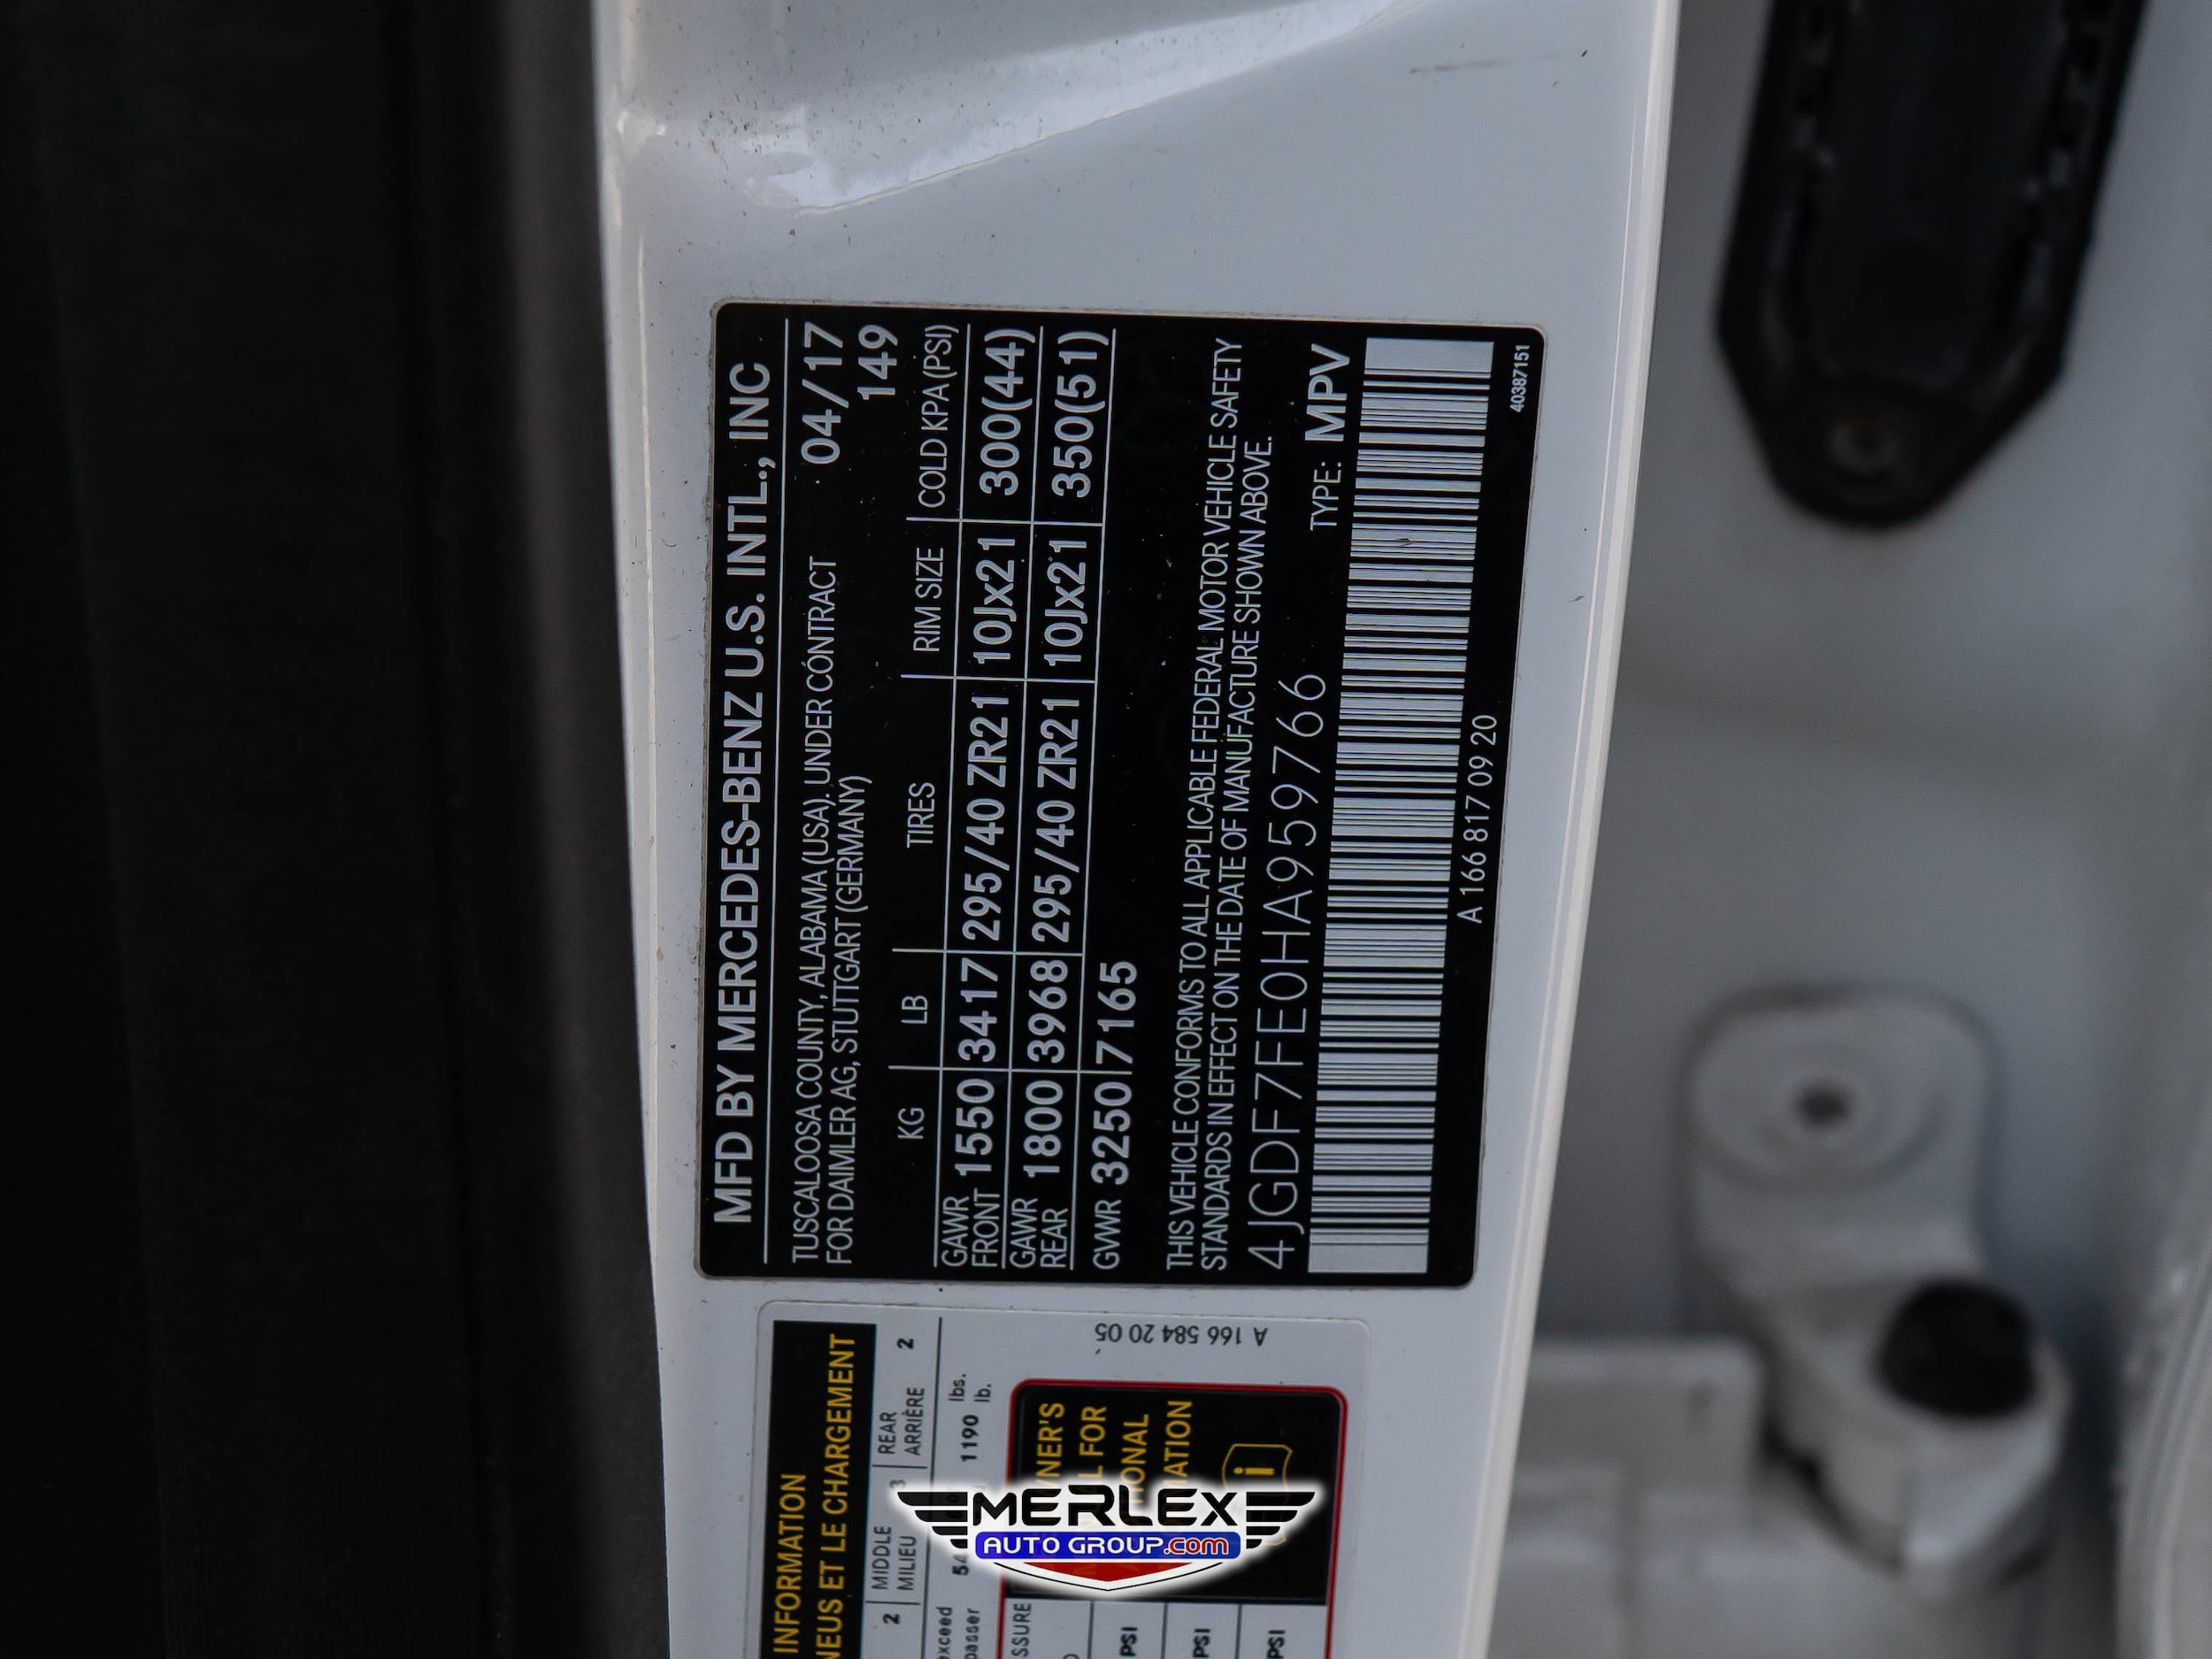 MFD BY MERCEDES-BENZ U.S. INTL., INC
TUSCALOOSA COUNTY, ALABAMA (USA). UNDER CONTRACT 04/17
FOR DAIMLER AG, STUTTGART (GERMANY) 149
KG LB TIRES RIM SIZE COLD KPA(PSI)
GAWR FRONT 1550 3417 295/40 ZR21 10Jx21 300(44)
GAWR REAR 1800 3968 295/40 ZR21 10Jx21 350(51)
GVWR 3250 7165
THIS VEHICLE CONFORMS TO ALL APPLICABLE FEDERAL MOTOR VEHICLE SAFETY
STANDARDS IN EFFECT ON THE DATE OF MANUFACTURE SHOWN ABOVE.
4JGDF7FE0HA959766 TYPE: MPV
A 166 817 09 20
40387151
INFORMATION
ET LE CHARGEMENT
2 MIDDLE MILIEU REAR ARRIÈRE 2
1190 lbs.
lb.
FOR
A 166 584 20 05
PSI
PSI
PSI
MERLEX
AUTO GROUP.com